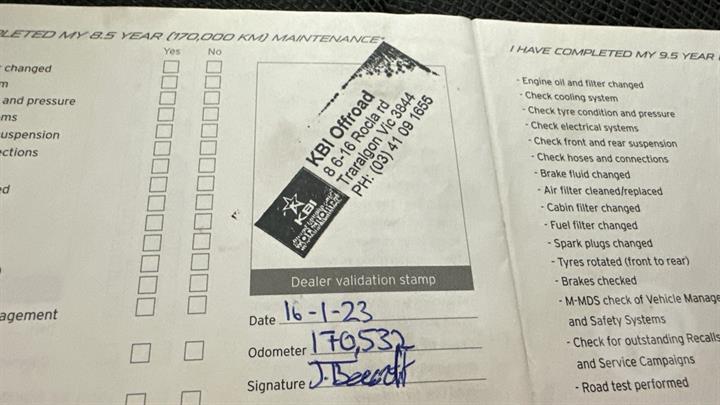 LETED MY 8.5 YEAR (170,000 KM) MAINTENANCE:
Yes No
changed
m
and pressure
ms
uspension
ections
ed
agement
KBI Offroad
8 6-16 Rocla rd
Traralgon Vic 3844
PH: (03) 41 09 1655
KBI
Dealer validation stamp
Date 16-1-23
Odometer 170,532
Signature J.
I HAVE COMPLETED MY 9.5 YEAR
- Engine oil and filter changed
- Check cooling system
- Check tyre condition and pressure
- Check electrical systems
- Check front and rear suspension
- Check hoses and connections
- Brake fluid changed
- Air filter cleaned/replaced
- Cabin filter changed
- Fuel filter changed
- Spark plugs changed
- Tyres rotated (front to rear)
- Brakes checked
- M-MDS check of Vehicle Manage
and Safety Systems
- Check for outstanding Recalls
and Service Campaigns
- Road test performed